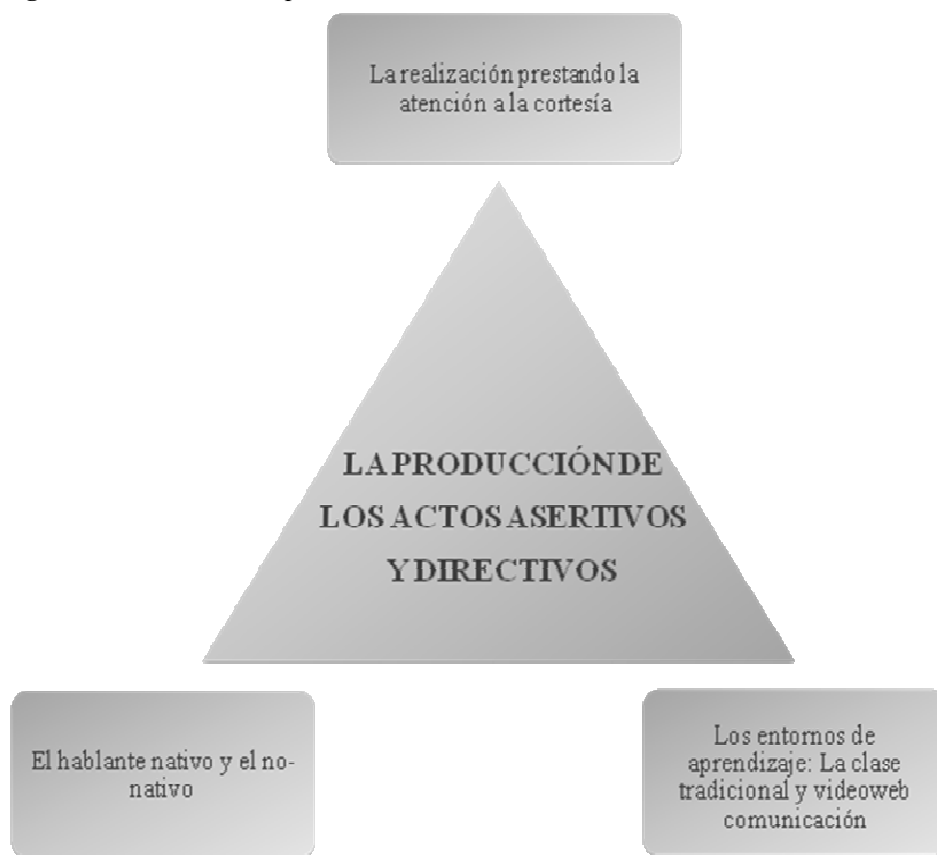 La realización prestando la
atención a la cortesía
LA PRODUCCIÓN DE
LOS ACTOS ASERTIVOS
Y DIRECTIVOS
El hablante nativo y el no-
nativo
Los entornos de
aprendizaje: La clase
tradicional y videoweb
comunicación